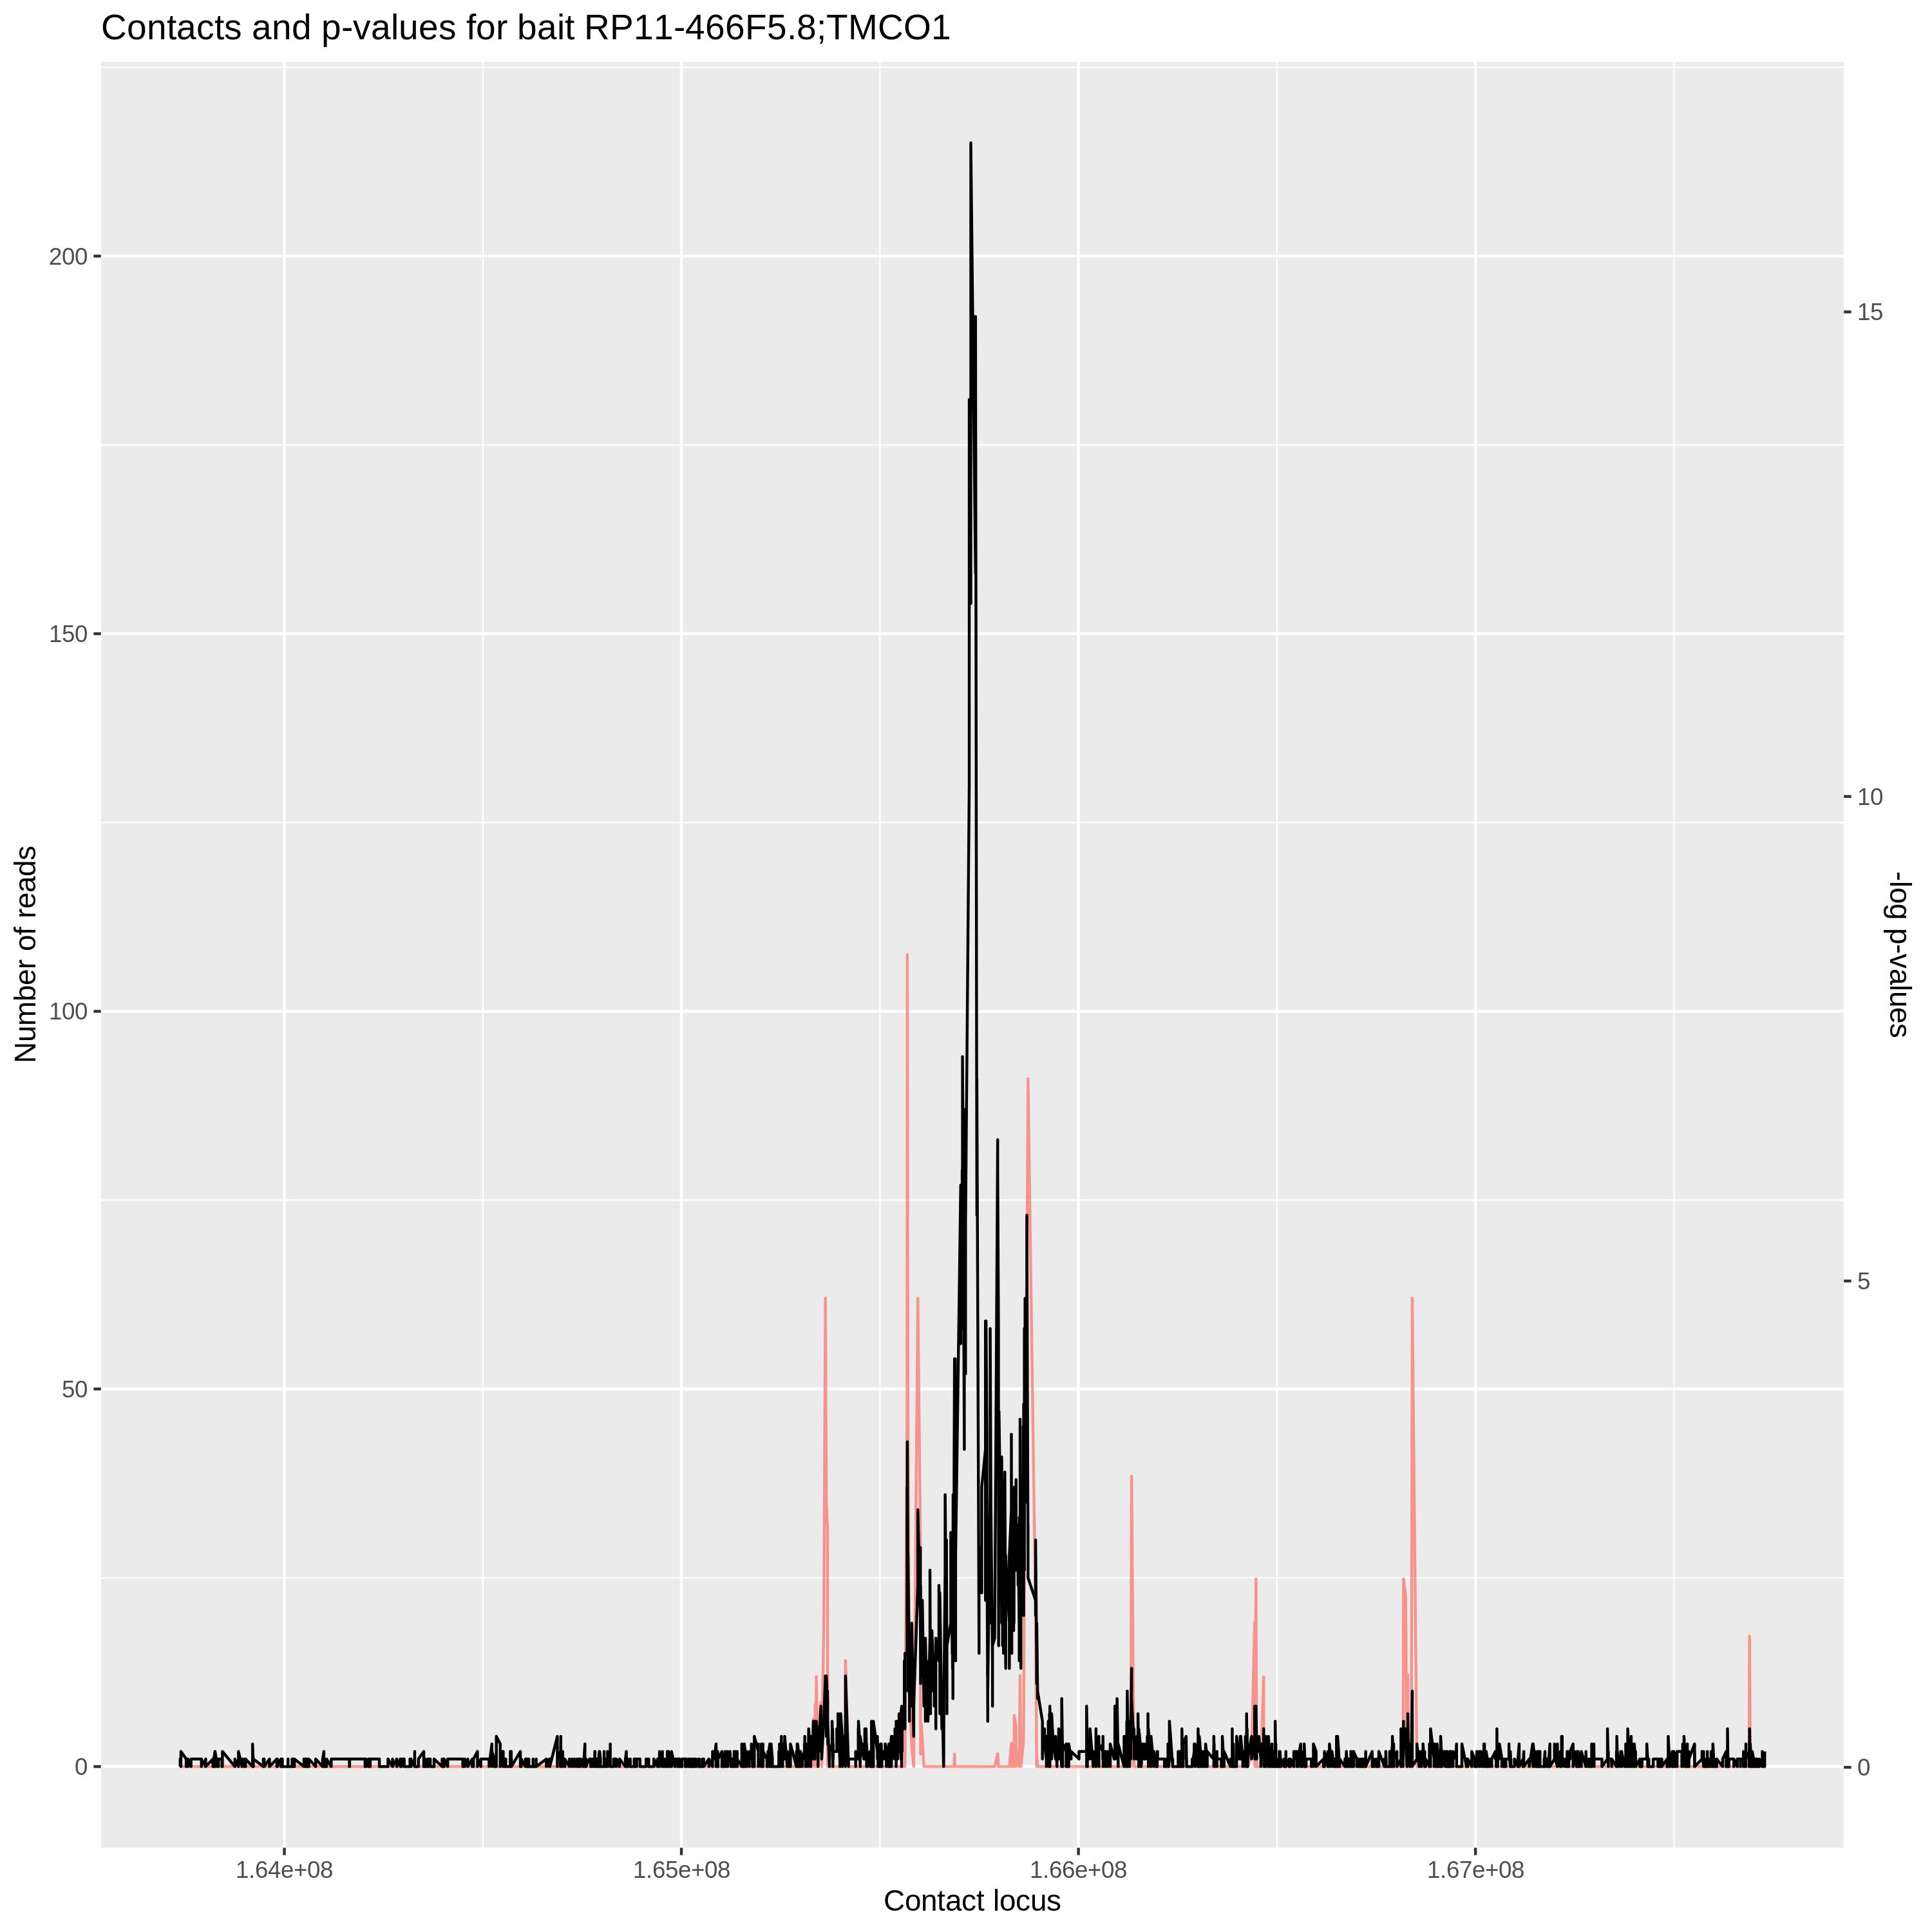 Contacts and p-values for bait RP11-466F5.8;TMCO1
200
150
100
50
0
Number of reads
15
10
5
0
-log p-values
1.64e+08
1.65e+08
1.66e+08
1.67e+08
Contact locus